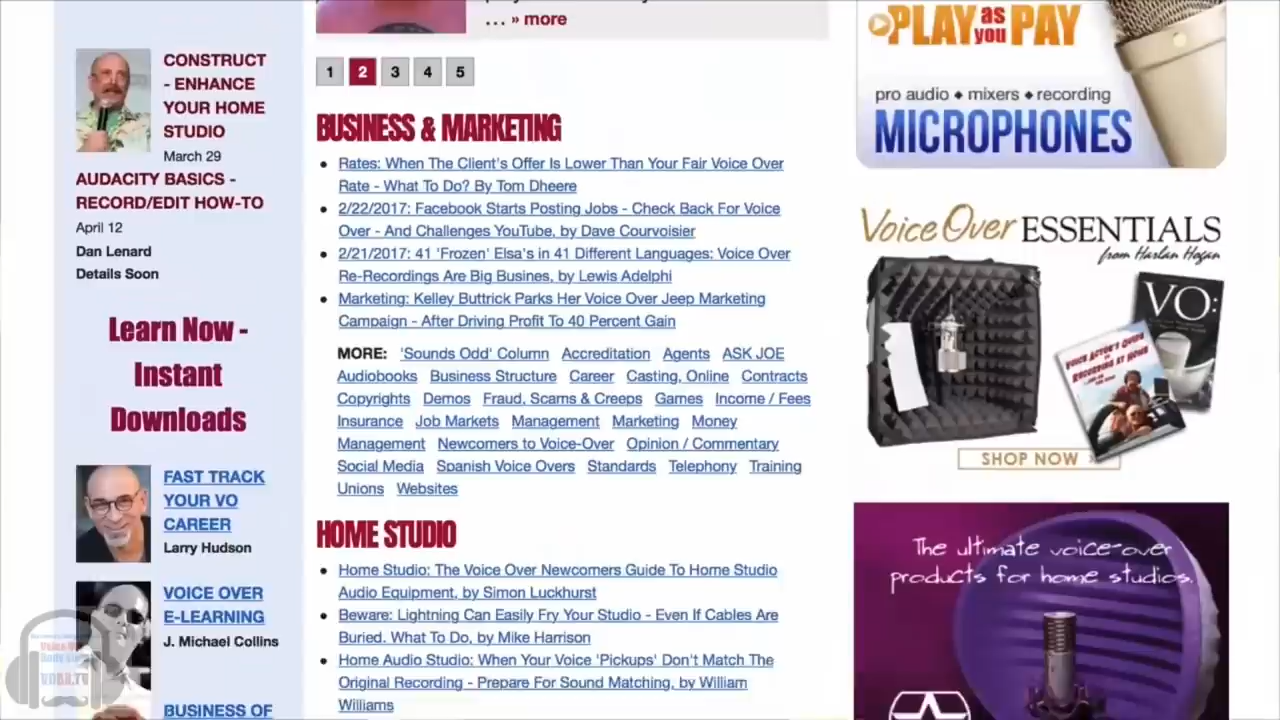 CONSTRUCT
- ENHANCE
YOUR HOME
STUDIO
March 29
AUDACITY BASICS -
RECORD/EDIT HOW-TO
April 12
Dan Lenard
Details Soon
Learn Now -
Instant
Downloads
FAST TRACK
YOUR VO
CAREER
Larry Hudson
VOICE OVER
E-LEARNING
J. Michael Collins
BUSINESS OF
... » more
1 2 3 4 5
BUSINESS & MARKETING
Rates: When The Client's Offer Is Lower Than Your Fair Voice Over
Rate - What To Do? By Tom Dheere
2/22/2017: Facebook Starts Posting Jobs - Check Back For Voice
Over - And Challenges YouTube, by Dave Courvoisier
2/21/2017: 41 'Frozen' Elsa's in 41 Different Languages: Voice Over
Re-Recordings Are Big Busines, by Lewis Adelphi
Marketing: Kelley Buttrick Parks Her Voice Over Jeep Marketing
Campaign - After Driving Profit To 40 Percent Gain
MORE: 'Sounds Odd' Column Accreditation Agents ASK JOE
Audiobooks Business Structure Career Casting, Online Contracts
Copyrights Demos Fraud, Scams & Creeps Games Income / Fees
Insurance Job Markets Management Marketing Money
Management Newcomers to Voice-Over Opinion / Commentary
Social Media Spanish Voice Overs Standards Telephony Training
Unions Websites
HOME STUDIO
Home Studio: The Voice Over Newcomers Guide To Home Studio
Audio Equipment, by Simon Luckhurst
Beware: Lightning Can Easily Fry Your Studio - Even If Cables Are
Buried. What To Do, by Mike Harrison
Home Audio Studio: When Your Voice 'Pickups' Don't Match The
Original Recording - Prepare For Sound Matching, by William
Williams
PLAY as you PAY
pro audio ◆ mixers ◆ recording
MICROPHONES
Voice Over ESSENTIALS
from Harlan Hogan
VO:
VOICE ACTOR'S GUIDE
TO
RECORDING AT HOME
SHOP NOW
The ultimate voice-over
products for home studios.
VOBS.TV